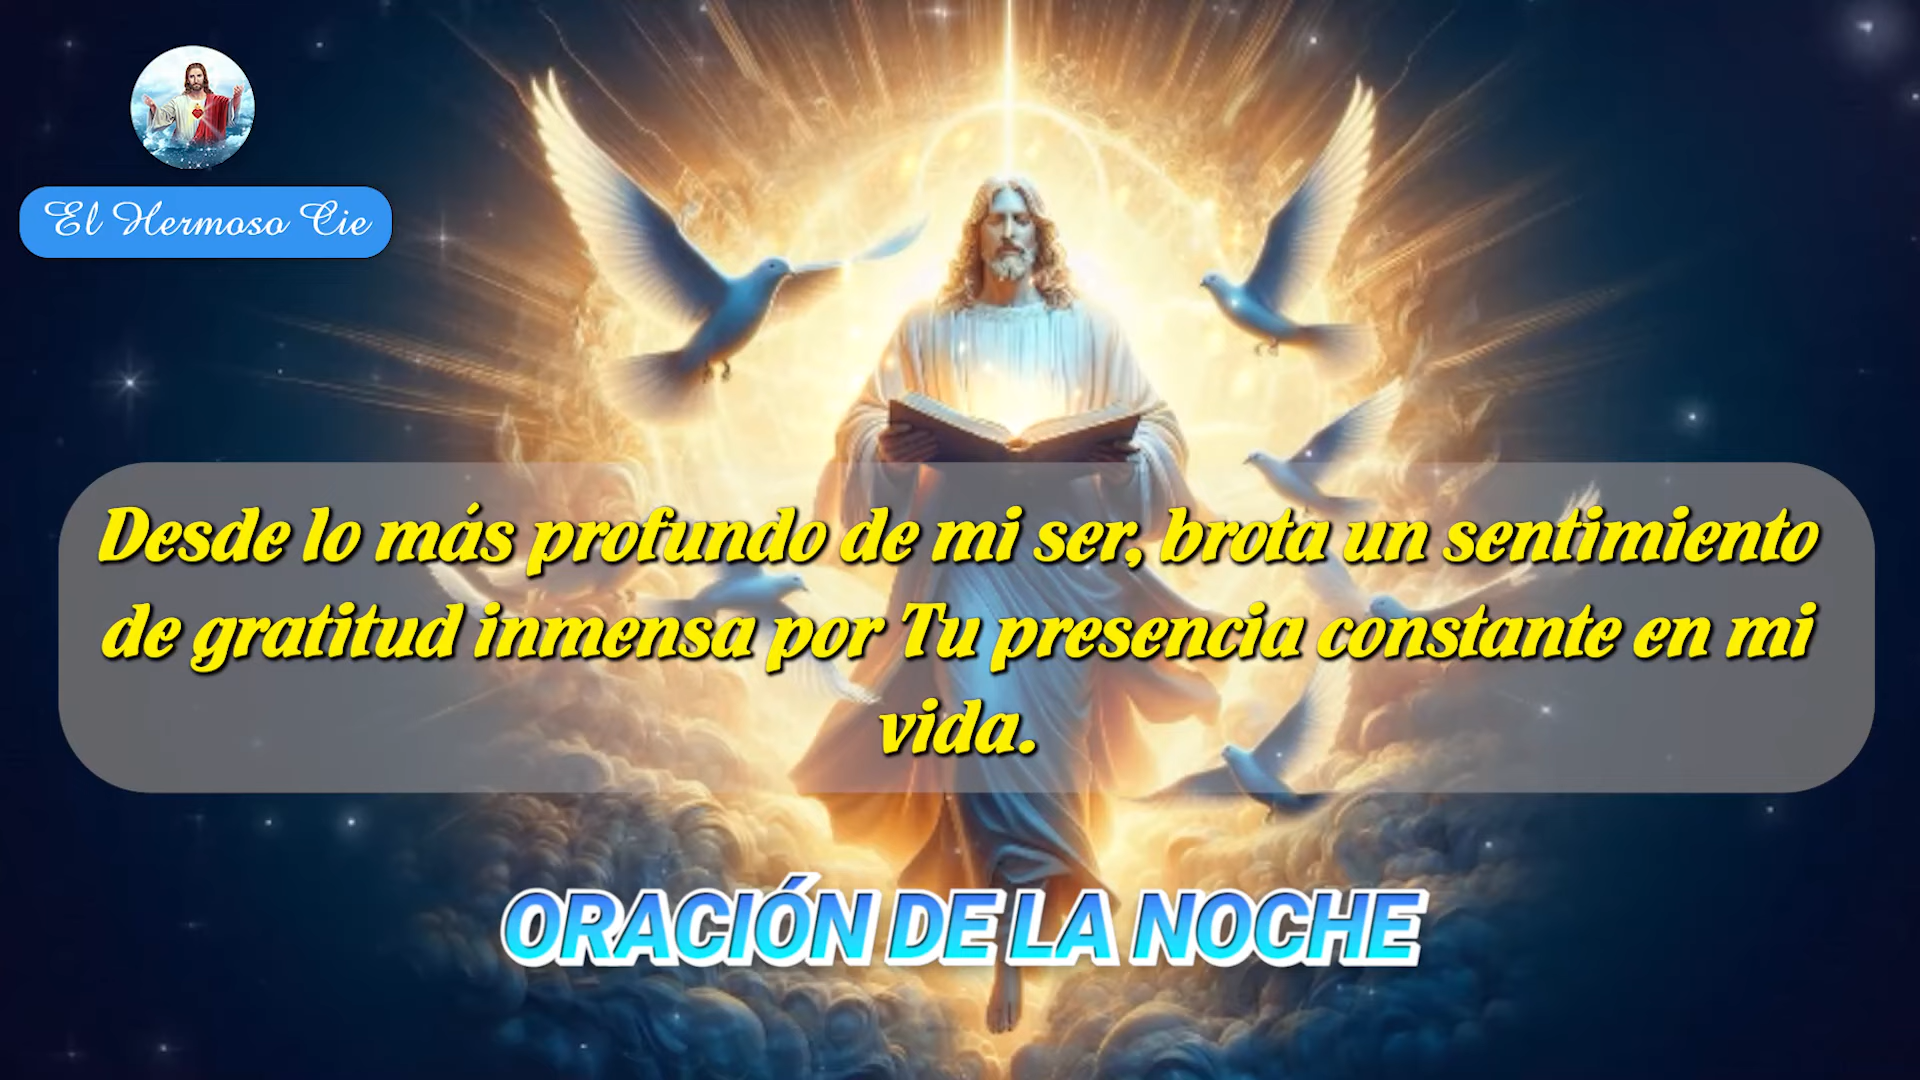 El Hermoso Cie
Desde lo más profundo de mi ser, brota un sentimiento
de gratitud inmensa por Tu presencia constante en mi
vida.
ORACIÓN DE LA NOCHE